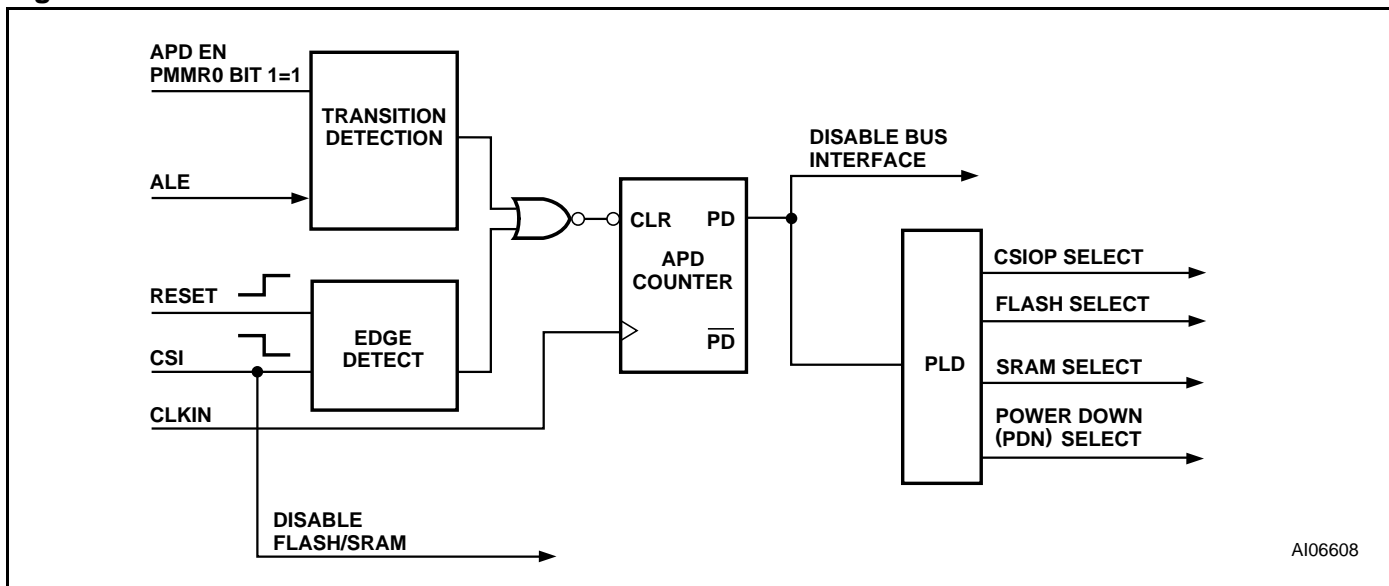 APD EN
PMMR0 BIT 1=1
TRANSITION
DETECTION
ALE
DISABLE BUS
INTERFACE
CLR
PD
APD
COUNTER
PD
RESET
CSI
EDGE
DETECT
CLKIN
PLD
CSIOP SELECT
FLASH SELECT
SRAM SELECT
POWER DOWN
(PDN) SELECT
DISABLE
FLASH/SRAM
AI06608